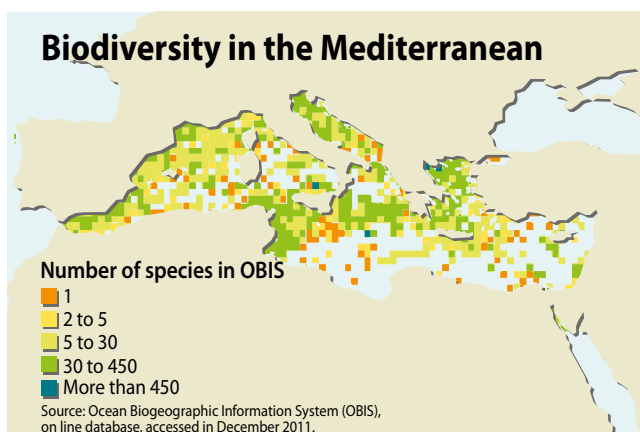 Biodiversity in the Mediterranean
Number of species in OBIS
1
2 to 5
5 to 30
30 to 450
More than 450
Source: Ocean Biogeographic Information System (OBIS),
on line database, accessed in December 2011.